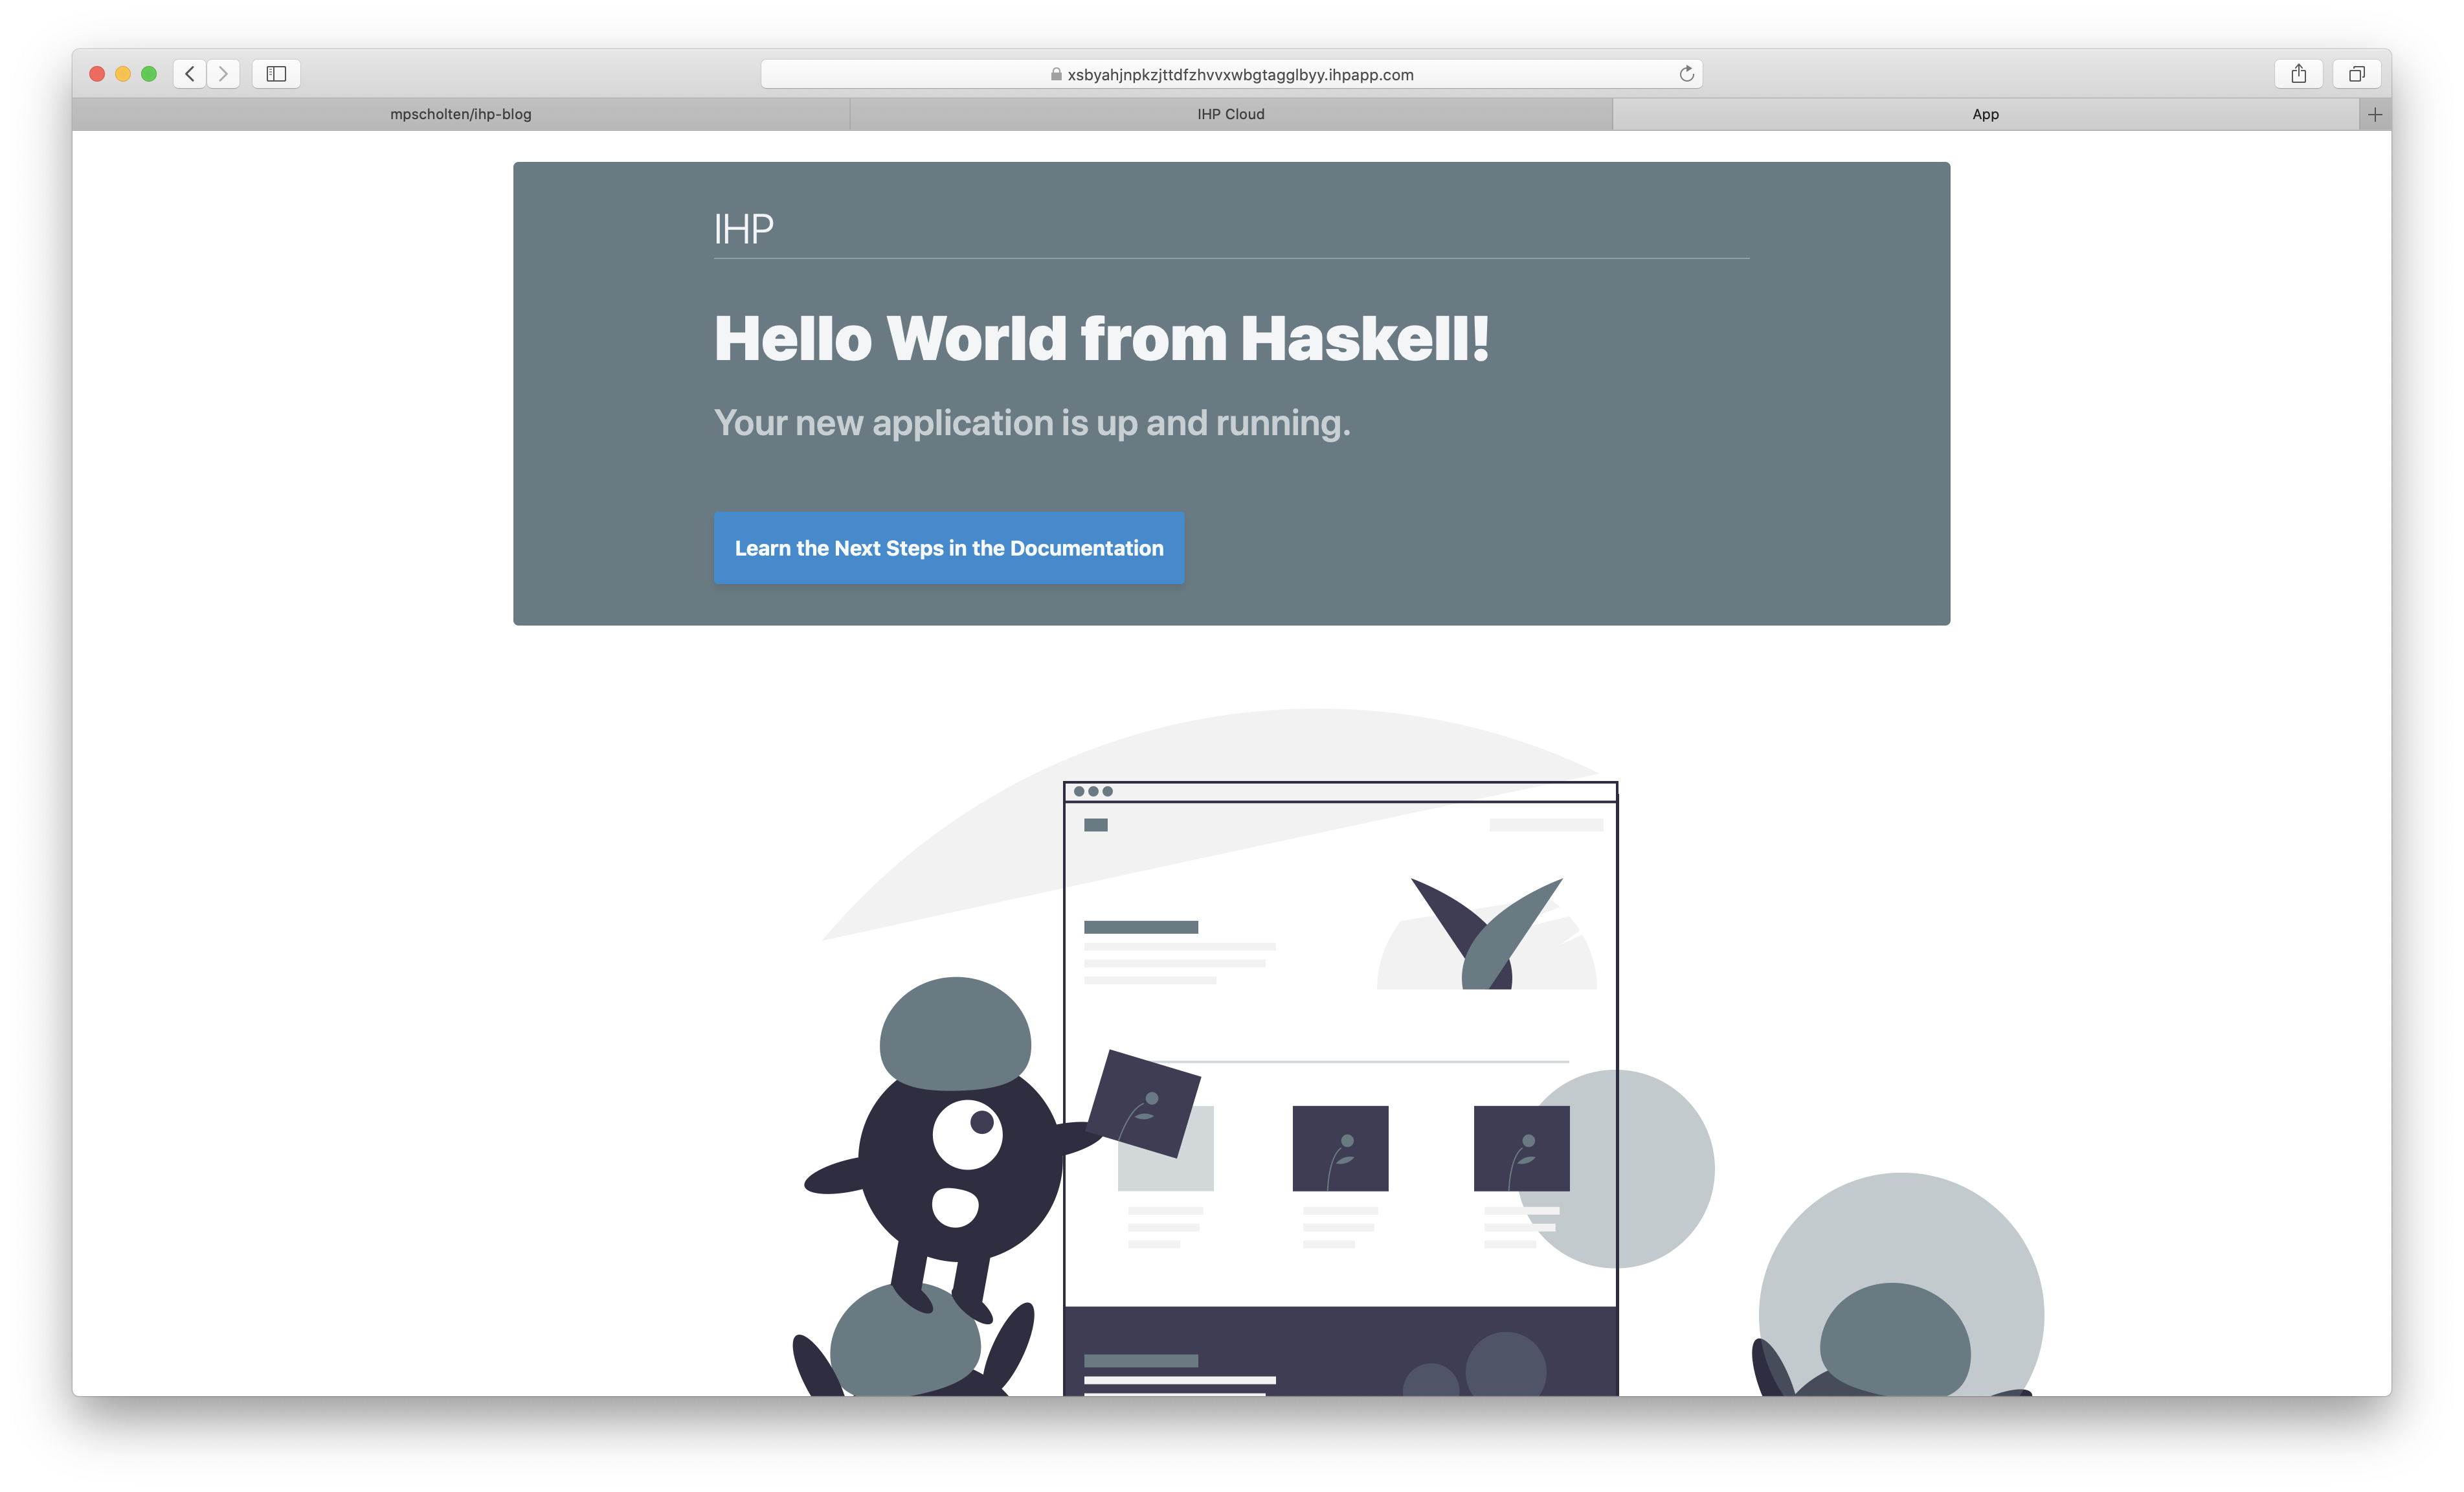 xsbyahjnpkzjttdfzhvvxwbgtagglbyy.ihpapp.com
mpscholten/ihp-blog
IHP Cloud
App
IHP
Hello World from Haskell!
Your new application is up and running.
Learn the Next Steps in the Documentation